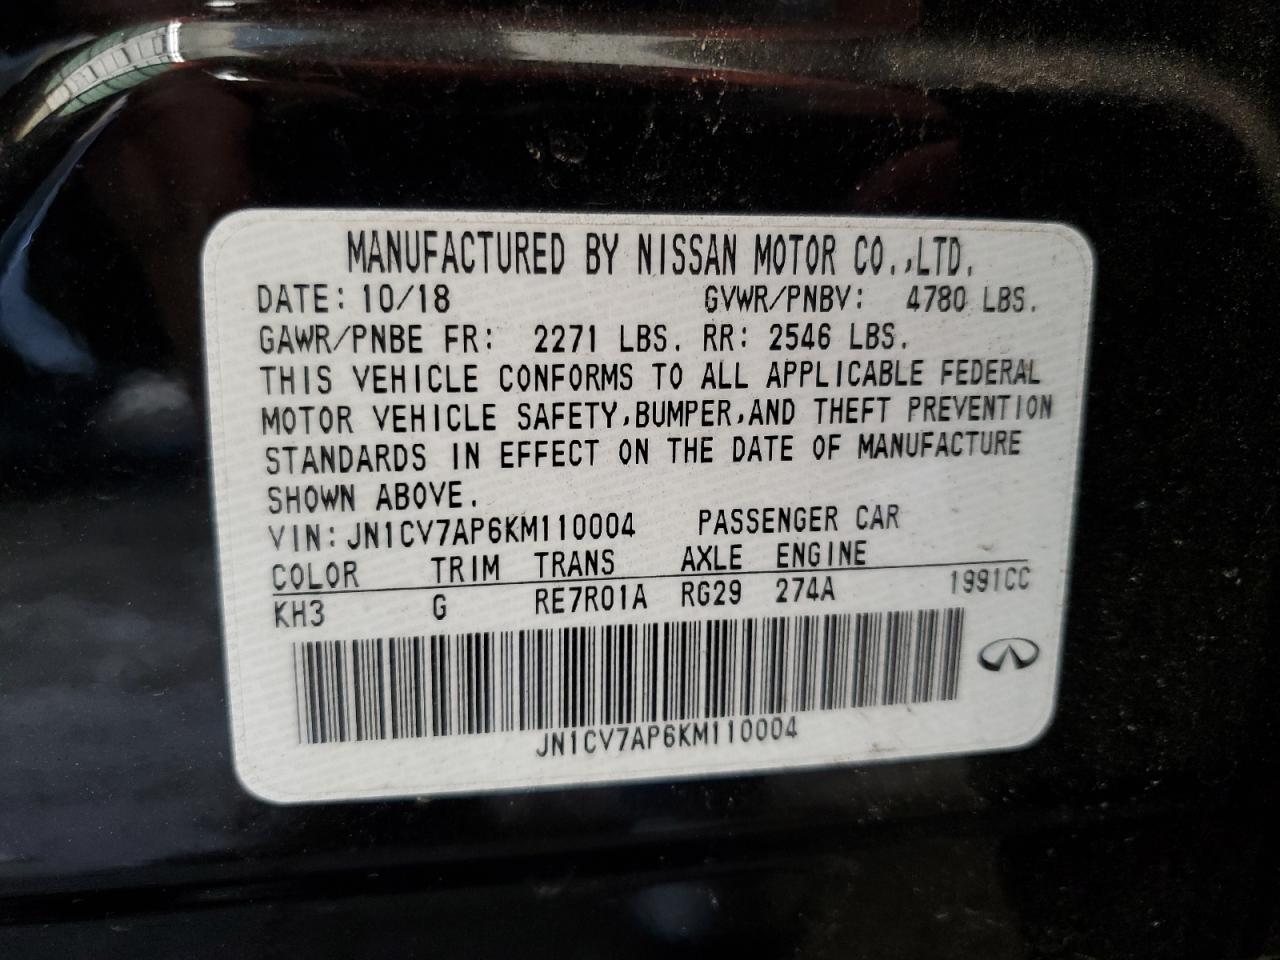 MANUFACTURED BY NISSAN MOTOR CO.,LTD.
DATE: 10/18 GVWR/PNBV: 4780 LBS.
GAWR/PNBE FR: 2271 LBS. RR: 2546 LBS.
THIS VEHICLE CONFORMS TO ALL APPLICABLE FEDERAL
MOTOR VEHICLE SAFETY,BUMPER,AND THEFT PREVENTION
STANDARDS IN EFFECT ON THE DATE OF MANUFACTURE
SHOWN ABOVE.
VIN: JN1CV7AP6KM110004 PASSENGER CAR
COLOR TRIM TRANS AXLE ENGINE
KH3 G RE7R01A RG29 274A 1991CC
JN1CV7AP6KM110004